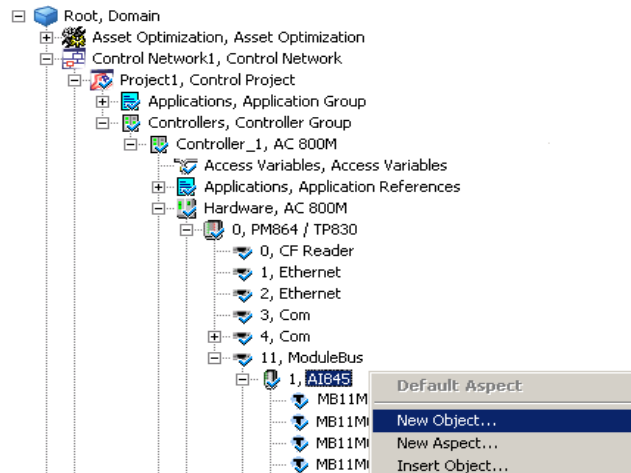 Root, Domain
Asset Optimization, Asset Optimization
Control Network1, Control Network
Project1, Control Project
Applications, Application Group
Controllers, Controller Group
Controller_1, AC 800M
Access Variables, Access Variables
Applications, Application References
Hardware, AC 800M
0, PM864 / TP830
0, CF Reader
1, Ethernet
2, Ethernet
3, Com
4, Com
11, ModuleBus
1, AI845
Default Aspect
MB11M
New Object...
MB11M
New Aspect...
MB11M
Insert Object...
MB11M